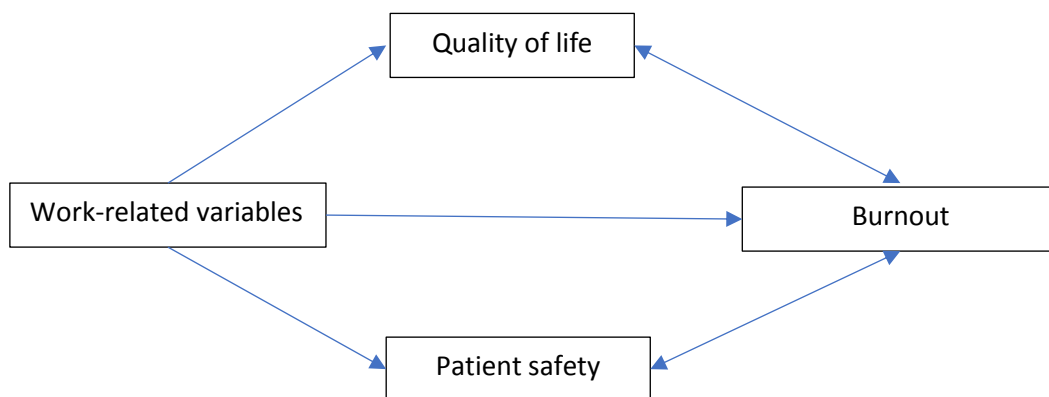 Quality of life
Work-related variables
Burnout
Patient safety